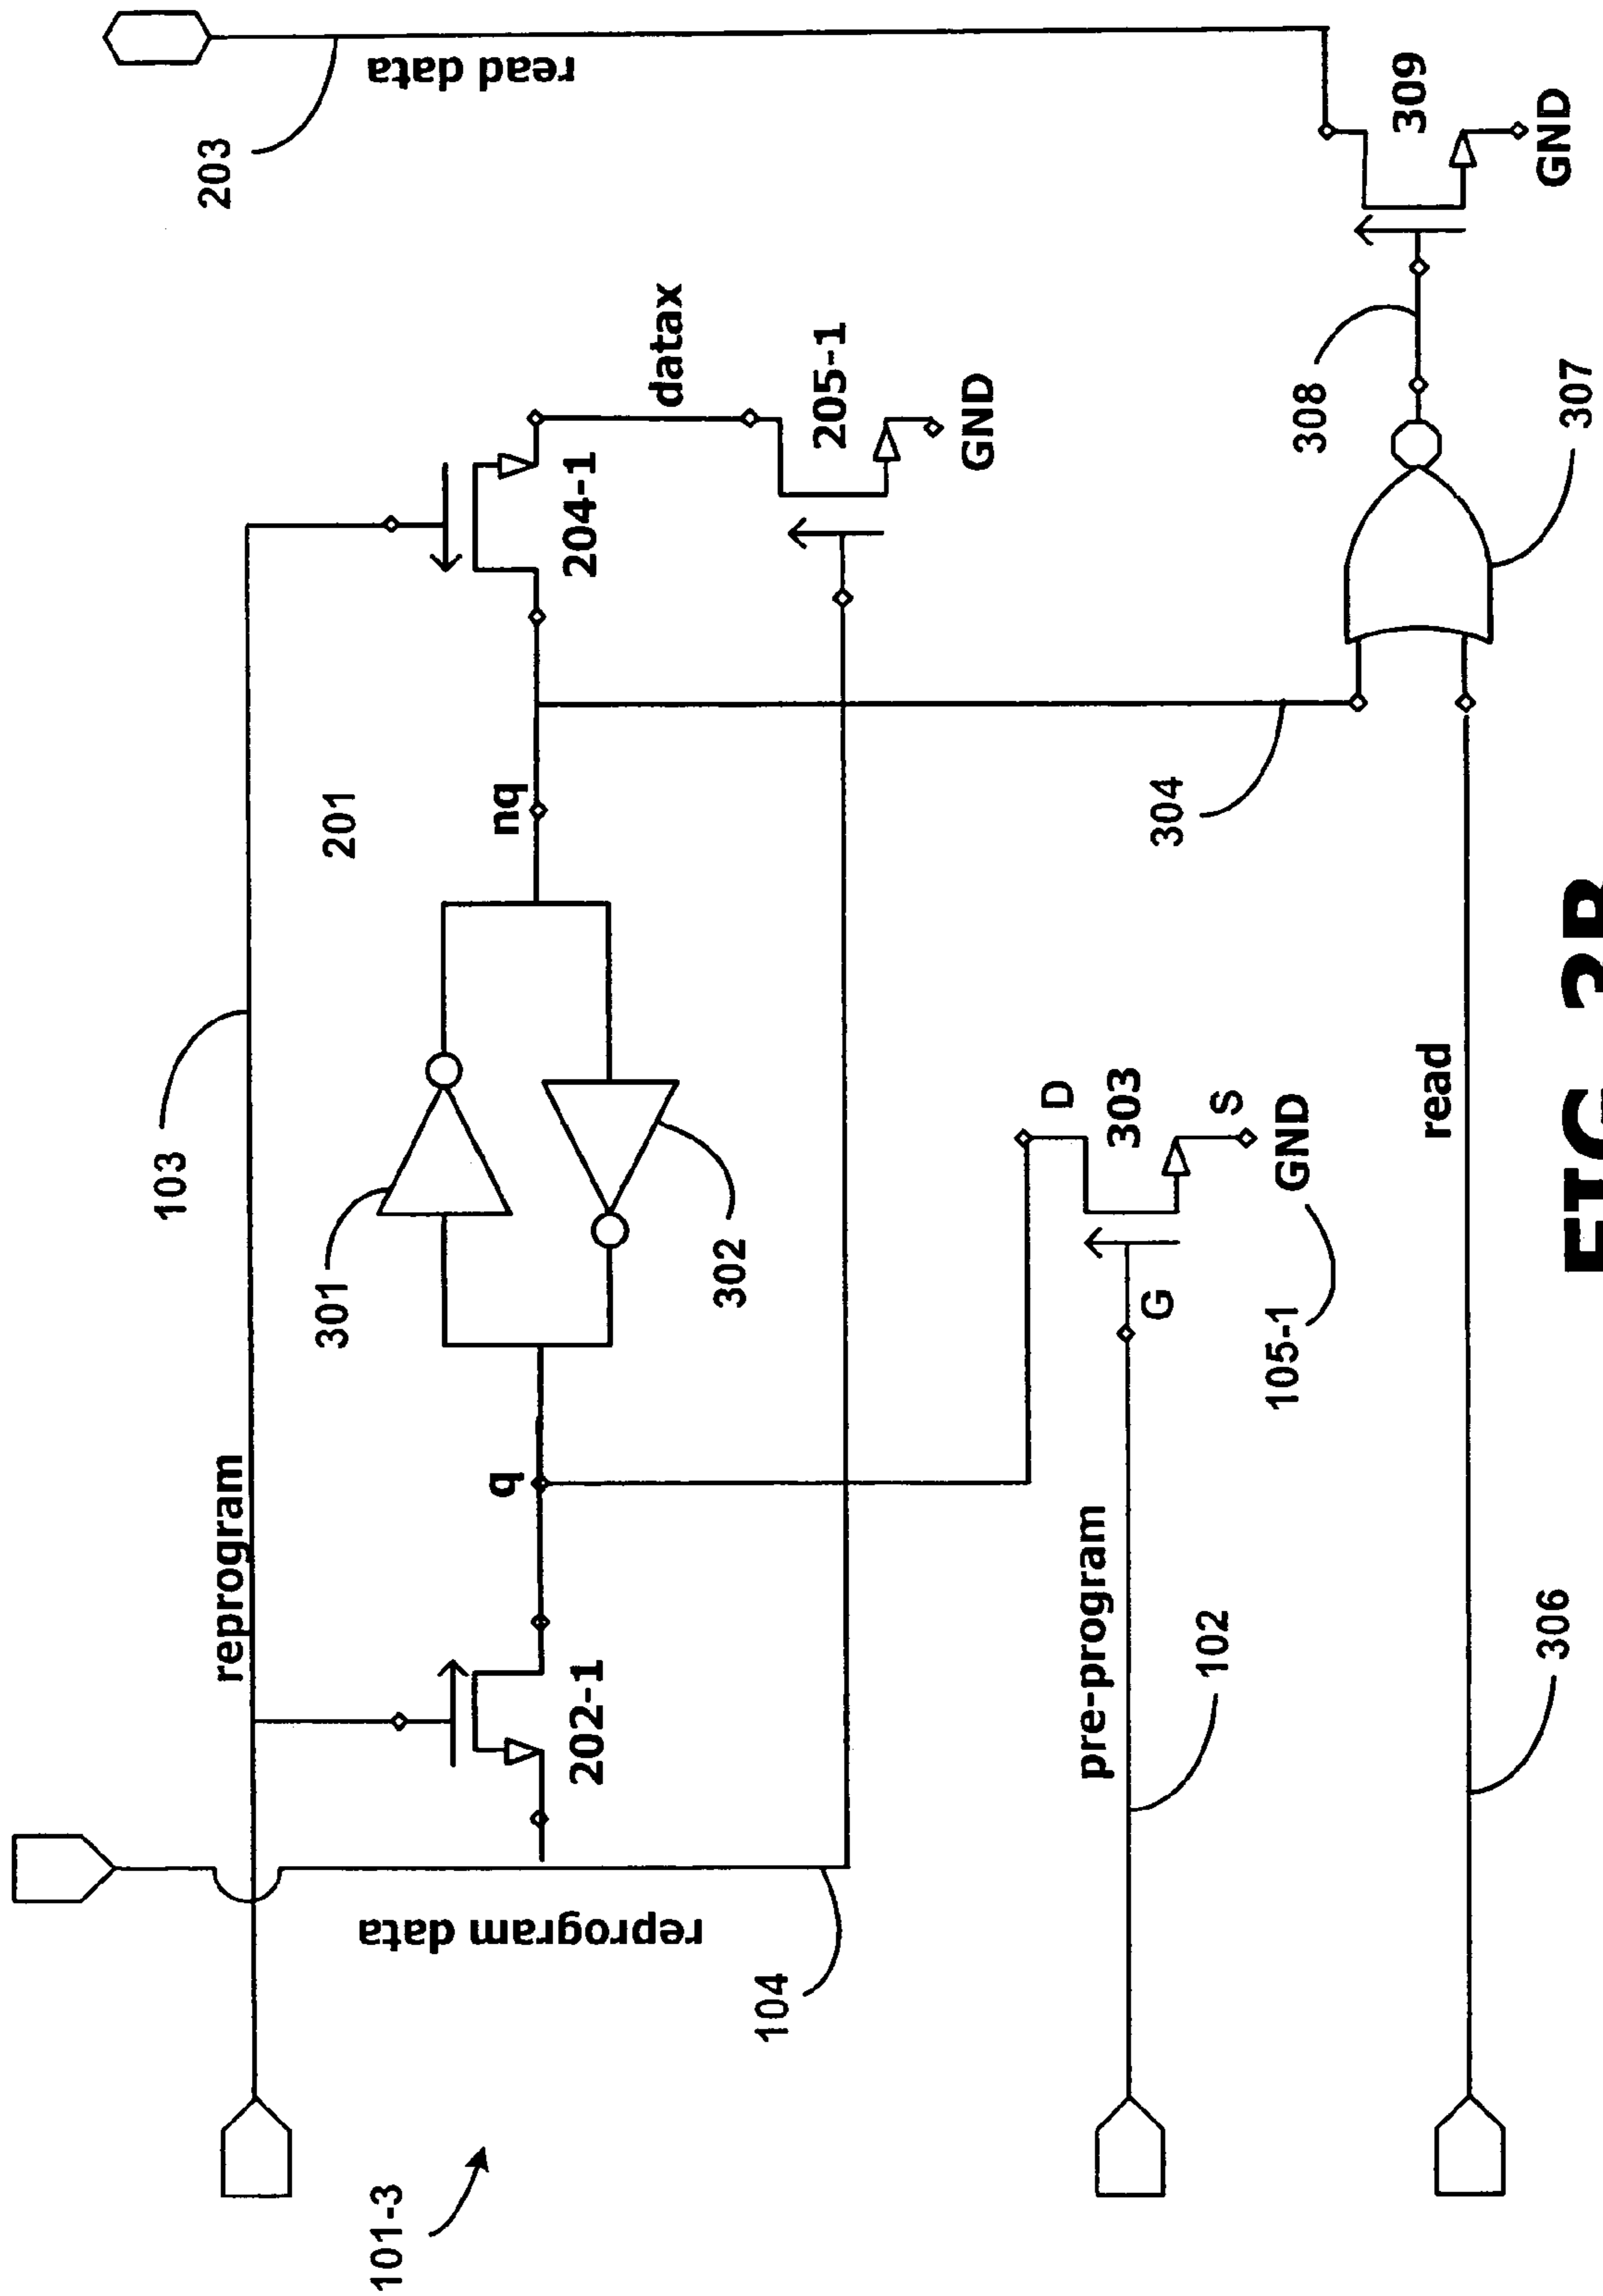 103
203
reprogram
read data
301
201
101-3
reprogram data
q
nq
202-1
204-1
datax
302
104
205-1
GND
D
pre-program
303
G
304
102
S
105-1
GND
308
309
read
306
GND
307
FIG